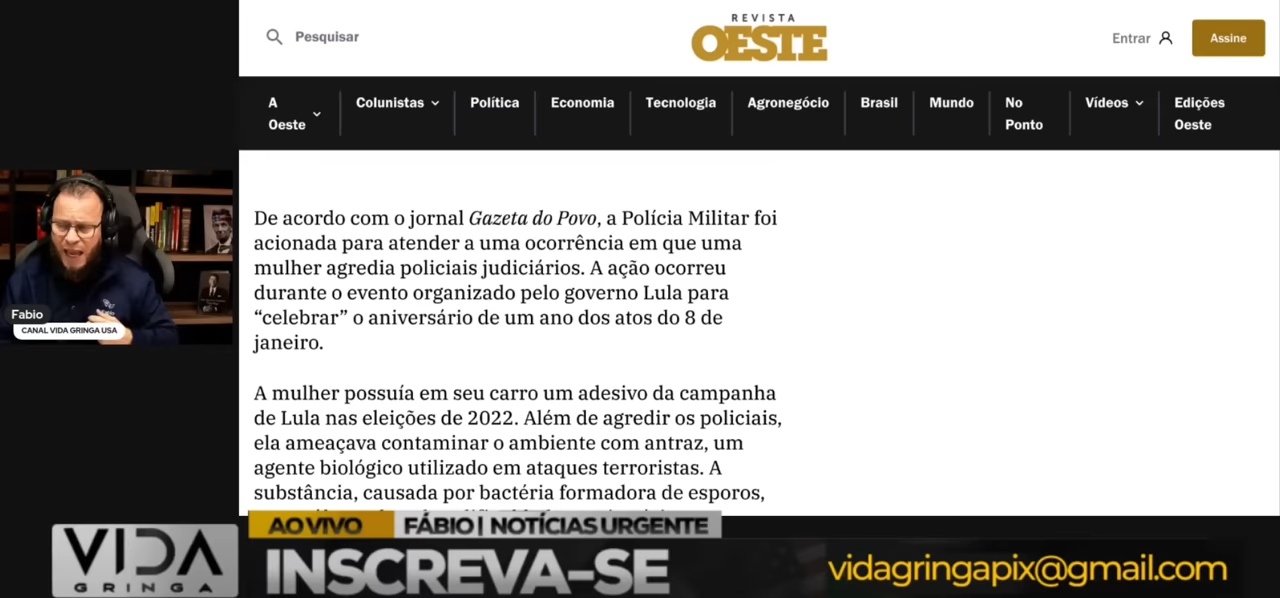 Pesquisar
REVISTA
OESTE
Entrar
Assine
A
Oeste
Colunistas
Política
Economia
Tecnologia
Agronegócio
Brasil
Mundo
No
Ponto
Vídeos
Edições
Oeste
De acordo com o jornal Gazeta do Povo, a Polícia Militar foi
acionada para atender a uma ocorrência em que uma
mulher agredia policiais judiciários. A ação ocorreu
durante o evento organizado pelo governo Lula para
“celebrar” o aniversário de um ano dos atos do 8 de
janeiro.
A mulher possuía em seu carro um adesivo da campanha
de Lula nas eleições de 2022. Além de agredir os policiais,
ela ameaçava contaminar o ambiente com antraz, um
agente biológico utilizado em ataques terroristas. A
substância, causada por bactéria formadora de esporos,
Fabio
CANAL VIDA GRINGA USA
AO VIVO
FÁBIO | NOTÍCIAS URGENTE
VIDA
GRINGA
INSCREVA-SE
vidagringapix@gmail.com